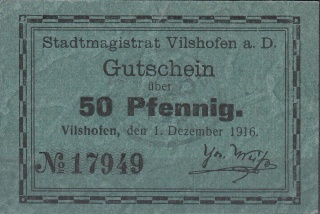 Stadtmagistrat Vilshofen a. D.
Gutschein
über
50 Pfennig.
Vilshofen, den 1. Dezember 1916.
No 17949